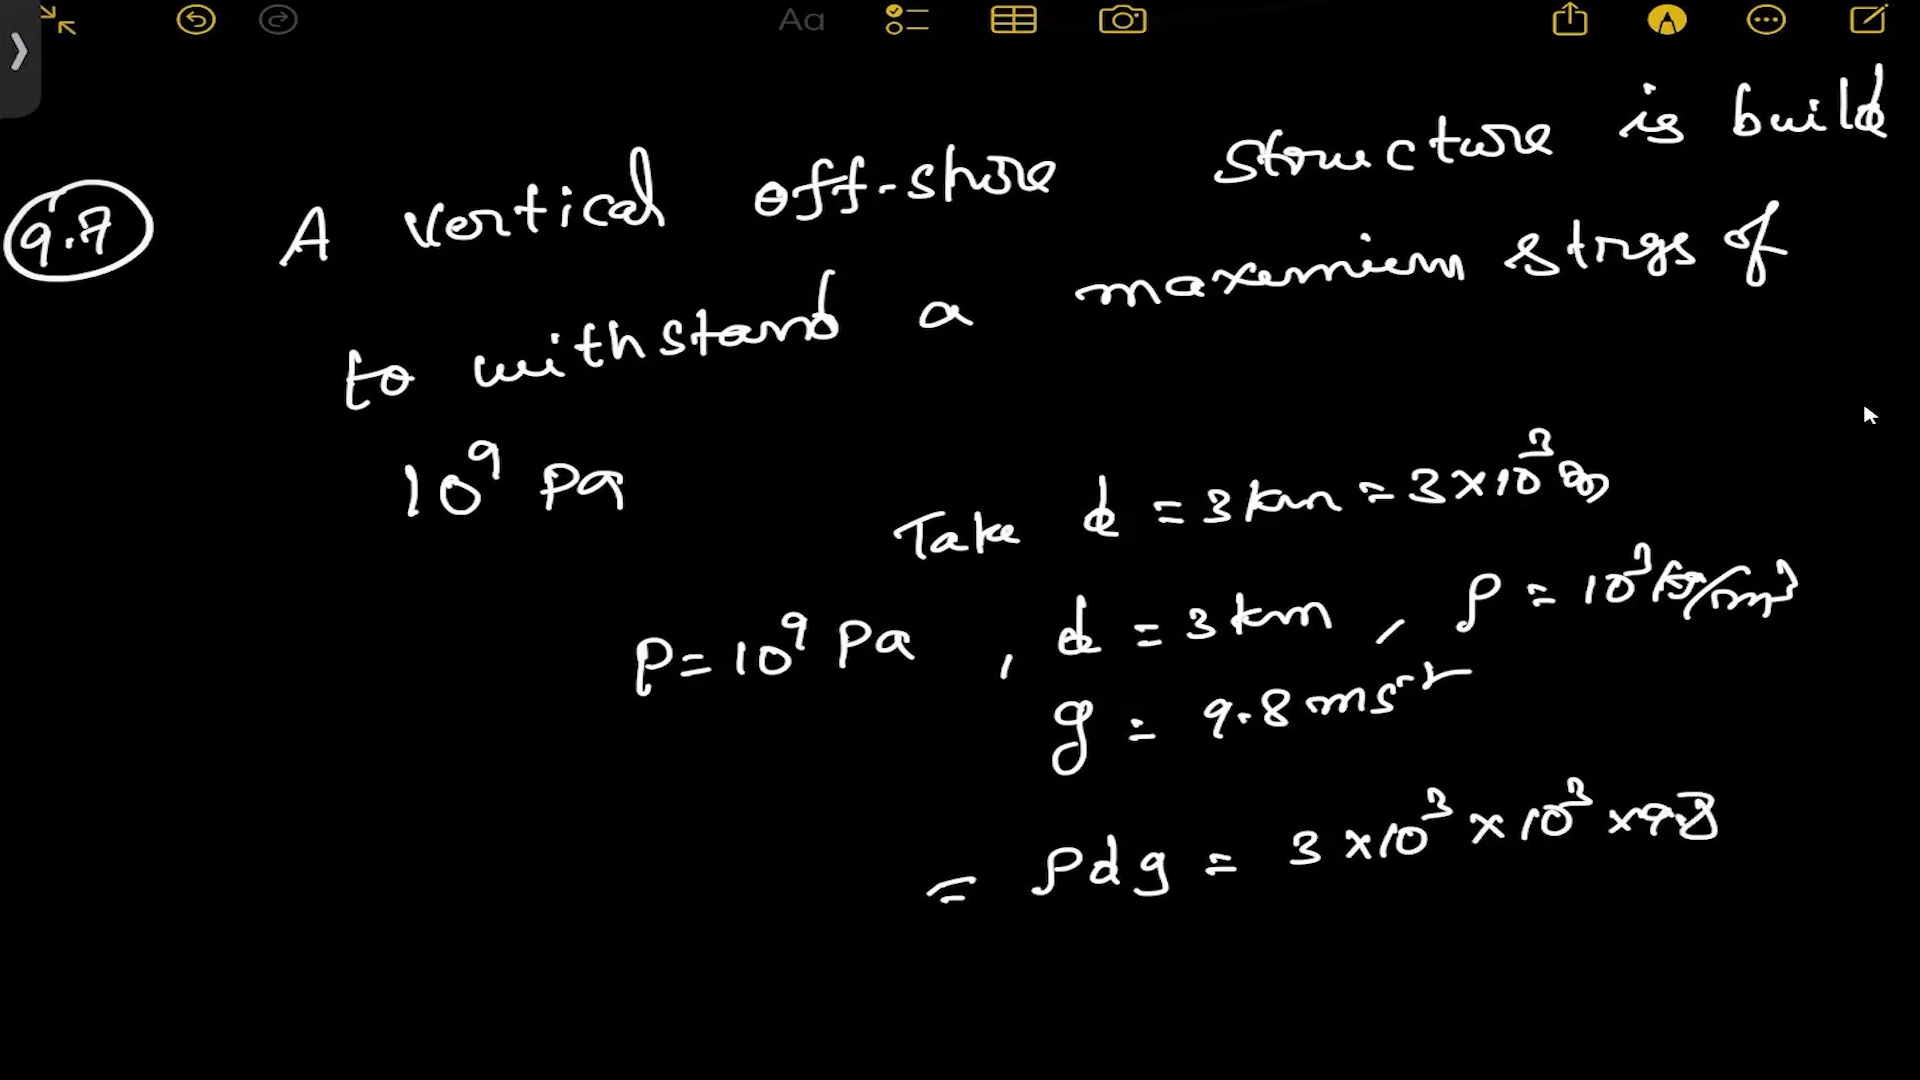 Aa
9.7 A vertical off-shore structure is build
to withstand a maximum stress of
10⁹ Pa
Take d = 3 km = 3×10³ m
P = 10⁹ Pa , d = 3 km , ρ = 10³ kg/m³
g = 9.8 ms⁻²
= ρdg = 3×10³×10³×9.8